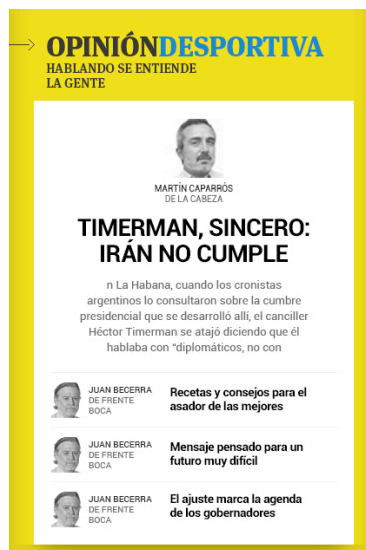 OPINIÓNDESPORTIVA
HABLANDO SE ENTIENDE
LA GENTE
MARTÍN CAPARRÓS
DE LA CABEZA
TIMERMAN, SINCERO:
IRÁN NO CUMPLE
n La Habana, cuando los cronistas
argentinos lo consultaron sobre la cumbre
presidencial que se desarrolló allí, el canciller
Héctor Timerman se atajó diciendo que él
hablaba con “diplomáticos, no con
JUAN BECERRA
DE FRENTE
BOCA
Recetas y consejos para el
asador de las mejores
JUAN BECERRA
DE FRENTE
BOCA
Mensaje pensado para un
futuro muy difícil
JUAN BECERRA
DE FRENTE
BOCA
El ajuste marca la agenda
de los gobernadores